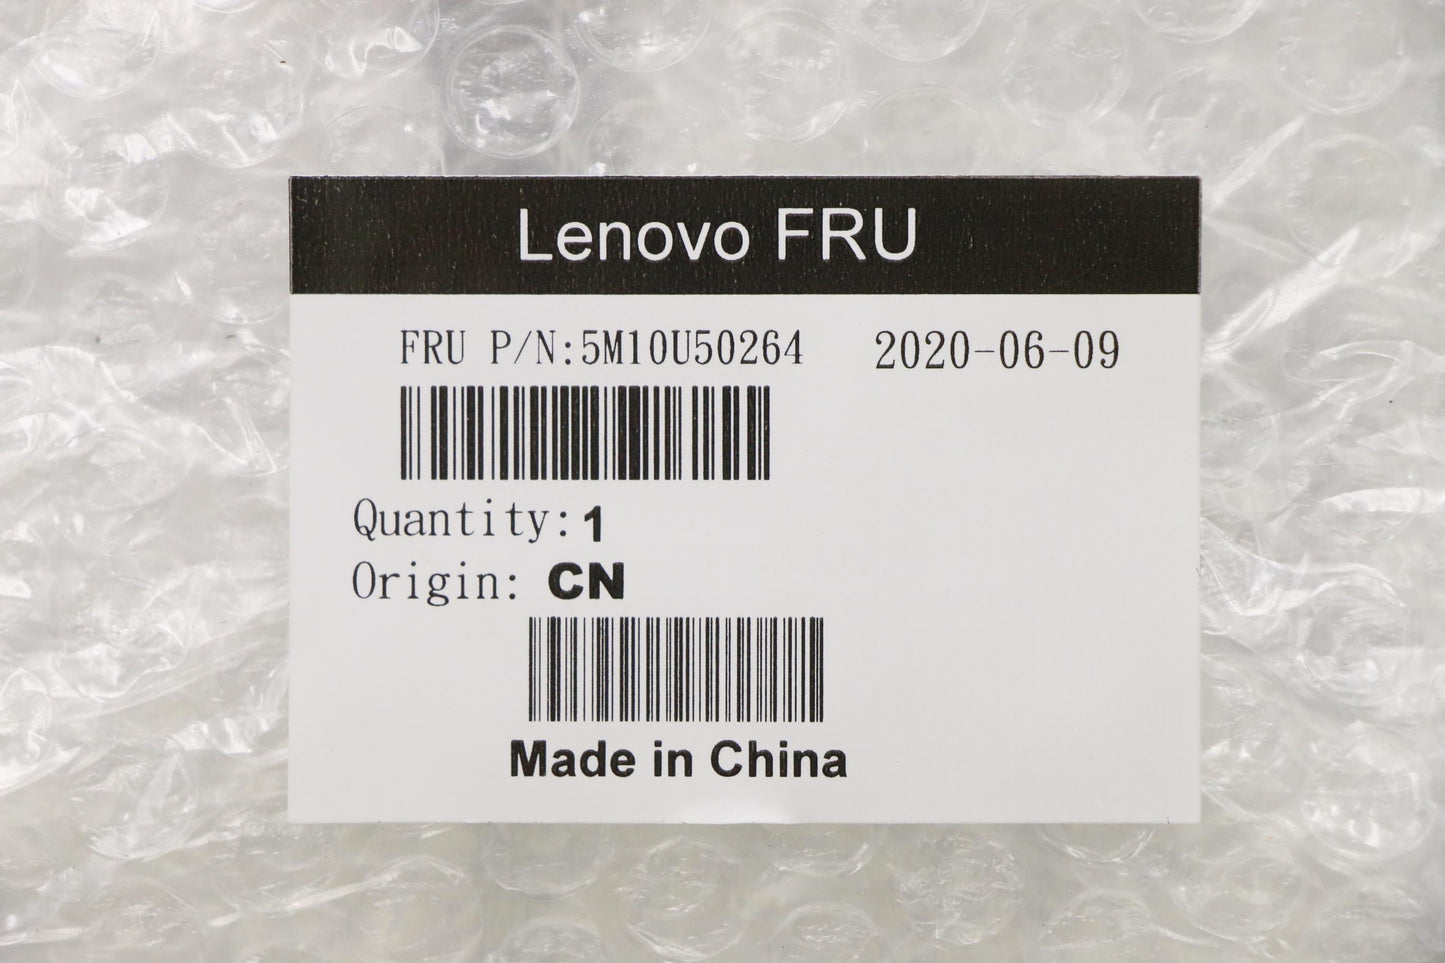 Lenovo FRU
FRU P/N:5M10U50264 2020-06-09
Quantity: 1
Origin: CN
Made in China